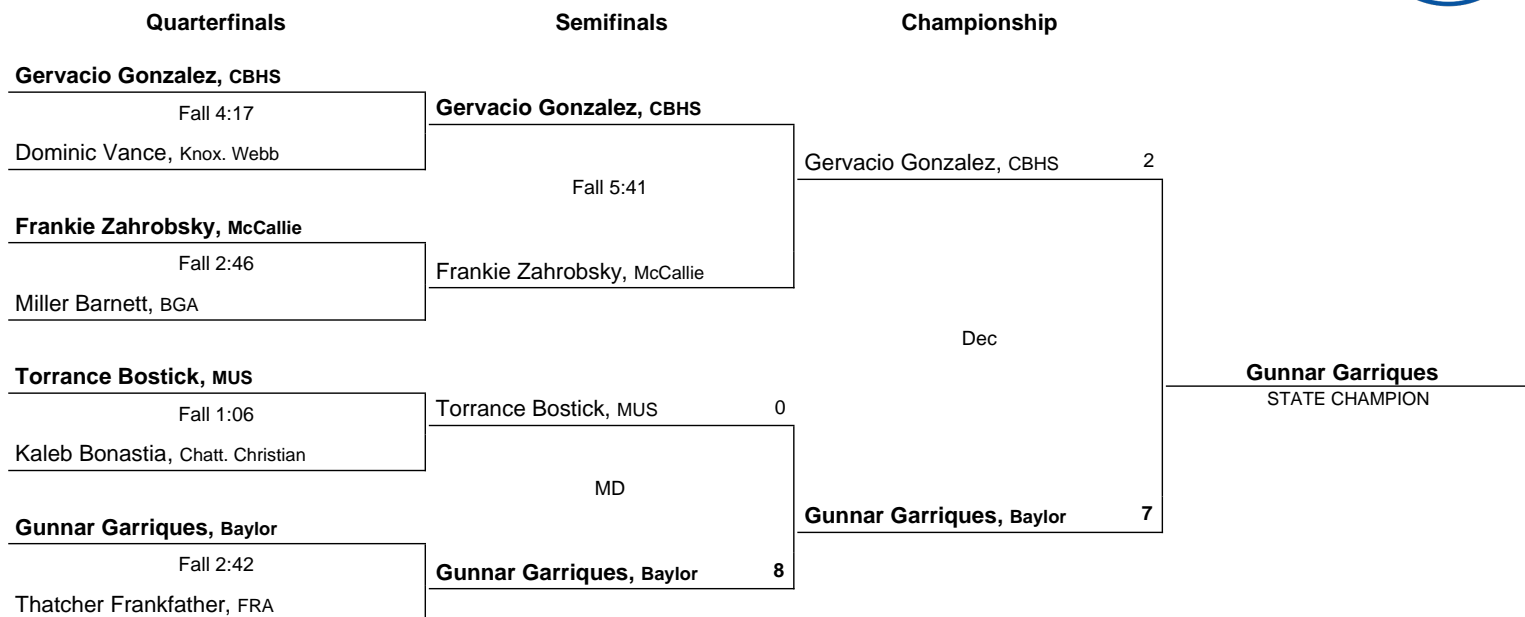 Quarterfinals
Semifinals
Championship
Gervacio Gonzalez, CBHS
Fall 4:17
Dominic Vance, Knox. Webb
Frankie Zahrobsky, McCallie
Fall 2:46
Miller Barnett, BGA
Torrance Bostick, MUS
Fall 1:06
Kaleb Bonastia, Chatt. Christian
Gunnar Garriques, Baylor
Fall 2:42
Thatcher Frankfather, FRA
Gervacio Gonzalez, CBHS
Fall 5:41
Frankie Zahrobsky, McCallie
Torrance Bostick, MUS 0
MD
Gunnar Garriques, Baylor 8
Gervacio Gonzalez, CBHS 2
Dec
Gunnar Garriques, Baylor 7
Gunnar Garriques
STATE CHAMPION